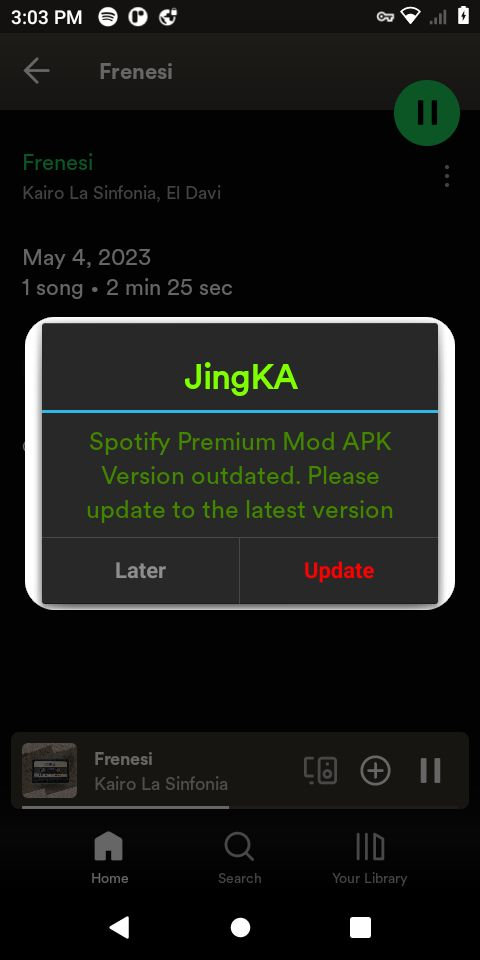 3:03 PM
Frenesi
Frenesi
Kairo La Sinfonia, El Davi
May 4, 2023
1 song • 2 min 25 sec
JingKA
Spotify Premium Mod APK
Version outdated. Please
update to the latest version
Later
Update
Frenesi
Kairo La Sinfonia
Home
Search
Your Library